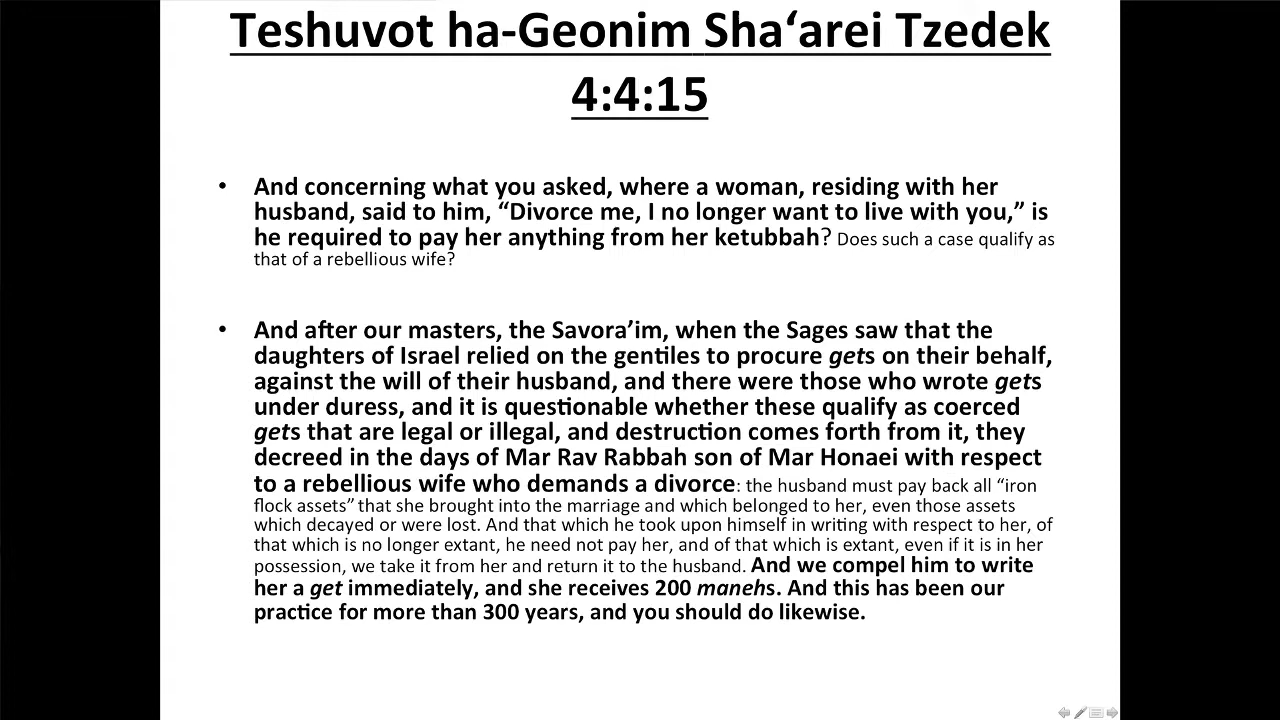 Teshuvot ha-Geonim Sha‘arei Tzedek
4:4:15
• And concerning what you asked, where a woman, residing with her
husband, said to him, “Divorce me, I no longer want to live with you,” is
he required to pay her anything from her ketubbah? Does such a case qualify as
that of a rebellious wife?
• And after our masters, the Savora’im, when the Sages saw that the
daughters of Israel relied on the gentiles to procure gets on their behalf,
against the will of their husband, and there were those who wrote gets
under duress, and it is questionable whether these qualify as coerced
gets that are legal or illegal, and destruction comes forth from it, they
decreed in the days of Mar Rav Rabbah son of Mar Honaei with respect
to a rebellious wife who demands a divorce: the husband must pay back all “iron
flock assets” that she brought into the marriage and which belonged to her, even those assets
which decayed or were lost. And that which he took upon himself in writing with respect to her, of
that which is no longer extant, he need not pay her, and of that which is extant, even if it is in her
possession, we take it from her and return it to the husband. And we compel him to write
her a get immediately, and she receives 200 manehs. And this has been our
practice for more than 300 years, and you should do likewise.